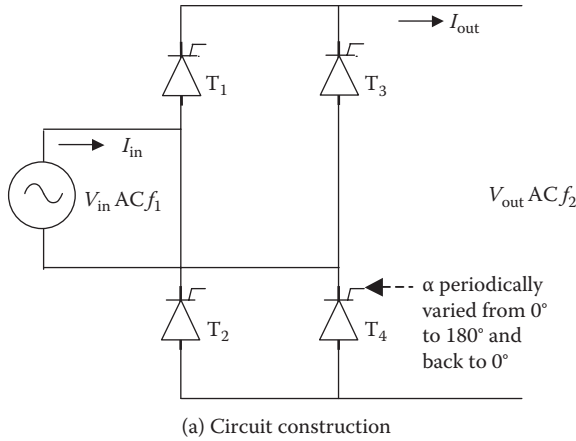 I_out
T_1
T_3
I_in
V_in AC f_1
V_out AC f_2
α periodically
varied from 0°
to 180° and
back to 0°
T_2
T_4
(a) Circuit construction